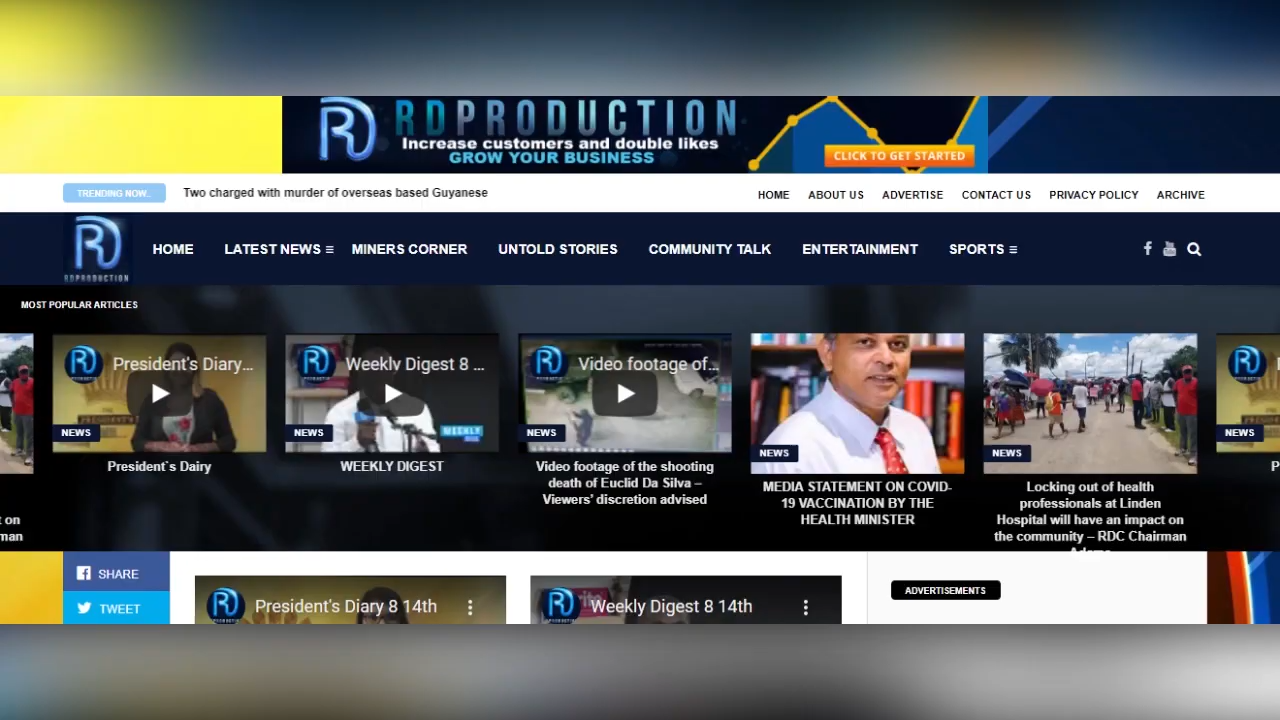 RDPRODUCTION
Increase customers and double likes
GROW YOUR BUSINESS
CLICK TO GET STARTED
TRENDING NOW..
Two charged with murder of overseas based Guyanese
HOME ABOUT US ADVERTISE CONTACT US PRIVACY POLICY ARCHIVE
RDPRODUCTION
HOME LATEST NEWS ≡ MINERS CORNER UNTOLD STORIES COMMUNITY TALK ENTERTAINMENT SPORTS ≡
MOST POPULAR ARTICLES
t on
man
President's Diary...
NEWS
President`s Dairy
Weekly Digest 8 ...
WEEKLY
NEWS
WEEKLY DIGEST
Video footage of...
NEWS
Video footage of the shooting
death of Euclid Da Silva –
Viewers' discretion advised
NEWS
MEDIA STATEMENT ON COVID-
19 VACCINATION BY THE
HEALTH MINISTER
NEWS
Locking out of health
professionals at Linden
Hospital will have an impact on
the community – RDC Chairman
Adams
NEWS
P
SHARE
TWEET
President's Diary 8 14th
Weekly Digest 8 14th
ADVERTISEMENTS